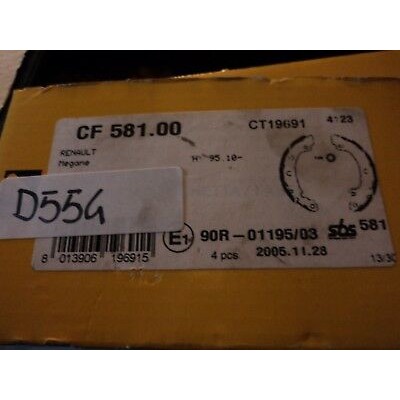 CF 581.00
CT19691
4:23
RENAULT
Megane
95.10-
D554
E1 90R-01195/03
sbs 581
4 pcs
2005.11.28
13/30
8 013906 196915